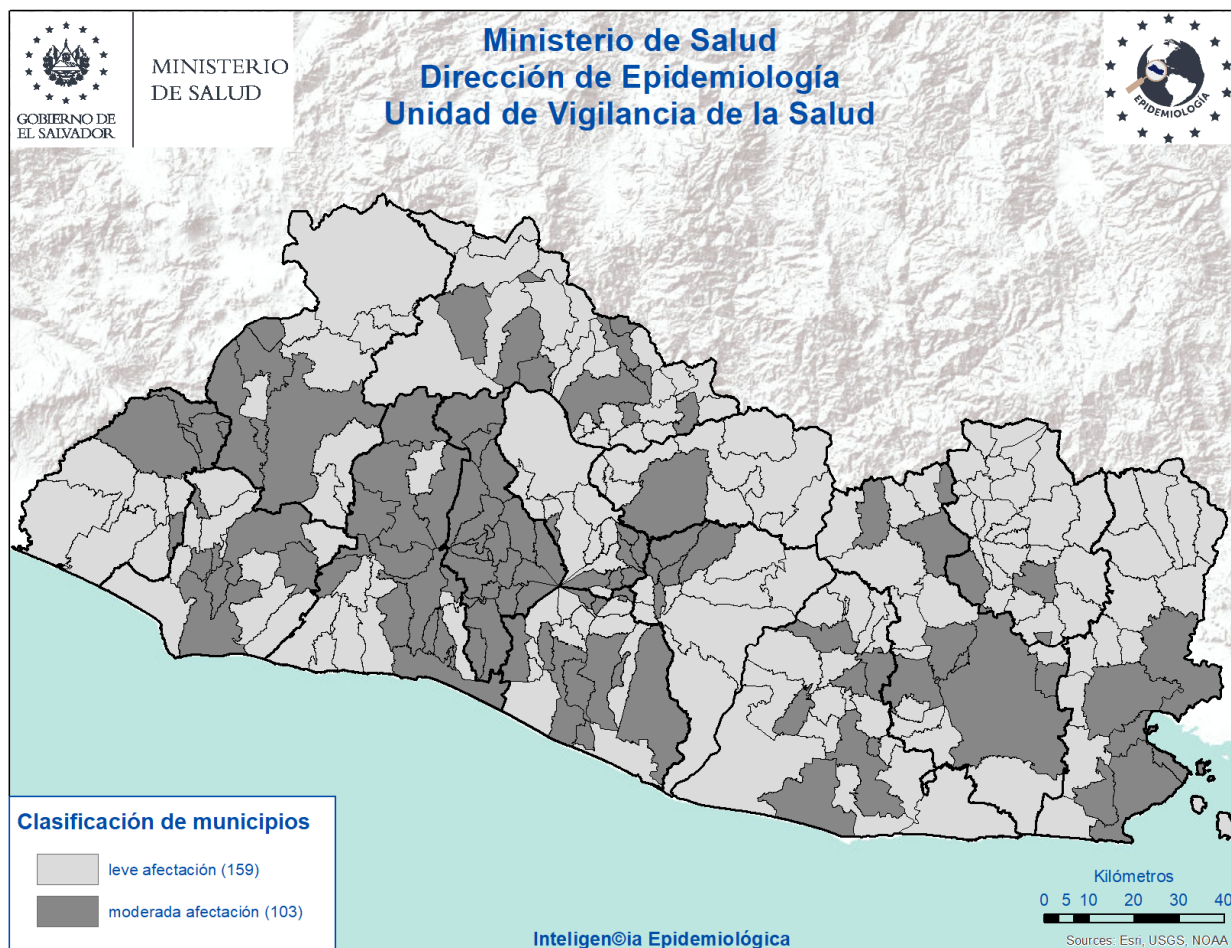 Ministerio de Salud
Dirección de Epidemiología
Unidad de Vigilancia de la Salud
MINISTERIO
DE SALUD
GOBIERNO DE
EL SALVADOR
EPIDEMIOLOGÍA
Clasificación de municipios
leve afectación (159)
moderada afectación (103)
Kilómetros
0 5 10 20 30 40
Inteligen©ia Epidemiológica
Sources: Esri, USGS, NOAA